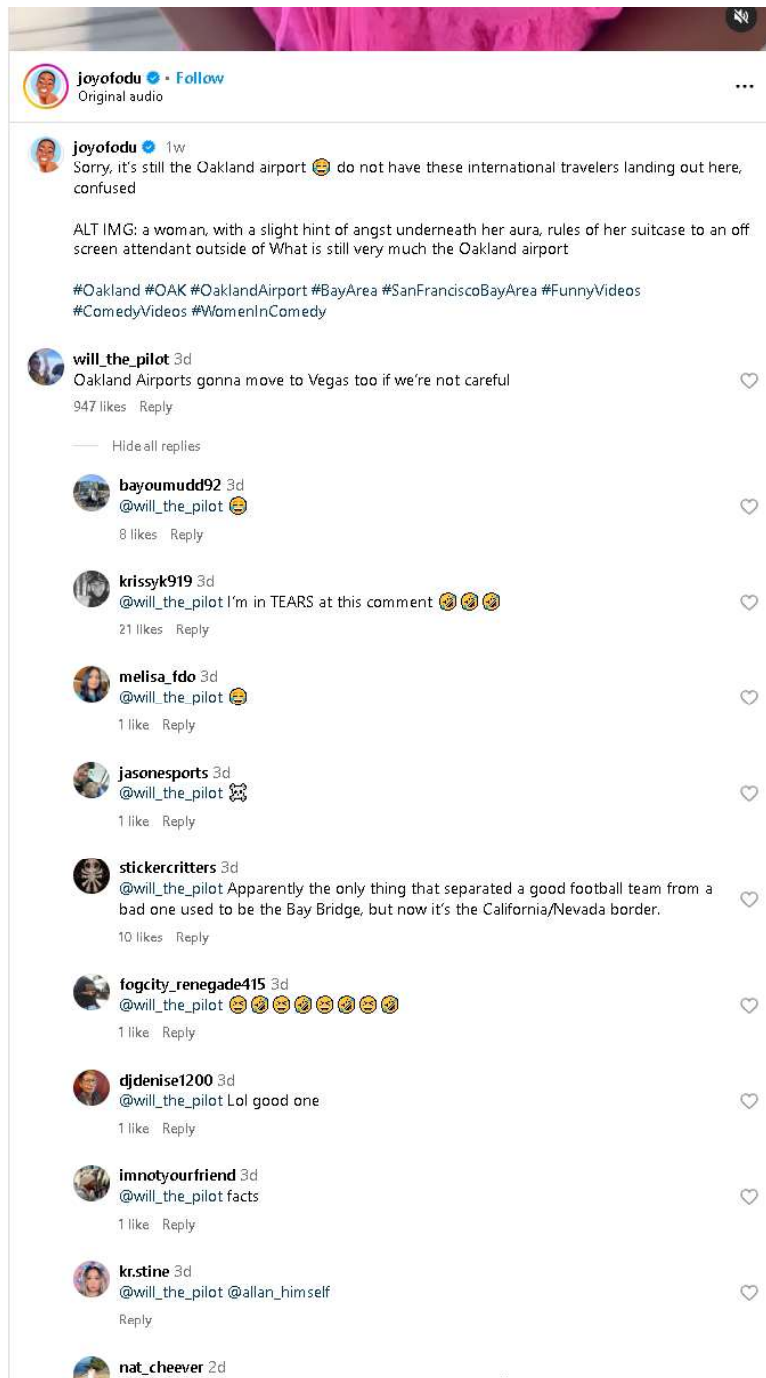 joyofodu • Follow
Original audio
joyofodu 1w
Sorry, it's still the Oakland airport 😂 do not have these international travelers landing out here,
confused
ALT IMG: a woman, with a slight hint of angst underneath her aura, rules of her suitcase to an off
screen attendant outside of What is still very much the Oakland airport
#Oakland #OAK #OaklandAirport #BayArea #SanFranciscoBayArea #FunnyVideos
#ComedyVideos #WomenInComedy
will_the_pilot 3d
Oakland Airports gonna move to Vegas too if we're not careful
947 likes Reply
Hide all replies
bayoumudd92 3d
@will_the_pilot 😂
8 likes Reply
krissyk919 3d
@will_the_pilot I'm in TEARS at this comment 🤣🤣🤣
21 likes Reply
melisa_fdo 3d
@will_the_pilot 😂
1 like Reply
jasonesports 3d
@will_the_pilot ☠️
1 like Reply
stickercritters 3d
@will_the_pilot Apparently the only thing that separated a good football team from a
bad one used to be the Bay Bridge, but now it's the California/Nevada border.
10 likes Reply
fogcity_renegade415 3d
@will_the_pilot 😆🤣😆🤣😆🤣😆🤣
1 like Reply
djdenise1200 3d
@will_the_pilot Lol good one
1 like Reply
imnotyourfriend 3d
@will_the_pilot facts
1 like Reply
kr.stine 3d
@will_the_pilot @allan_himself
Reply
nat_cheever 2d